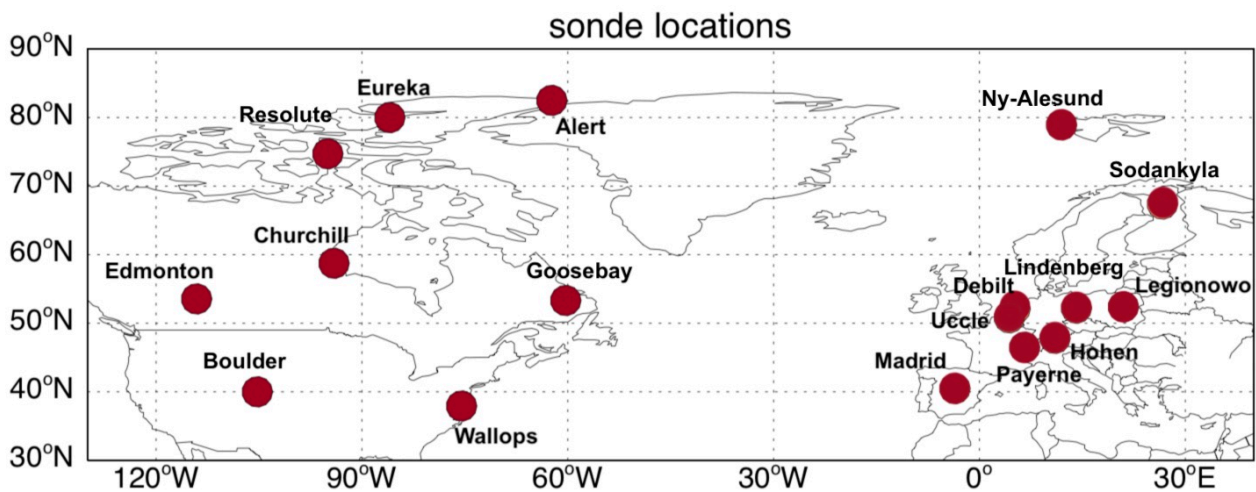 sonde locations
90°N
80°N
70°N
60°N
50°N
40°N
30°N
120°W
90°W
60°W
30°W
0°
30°E
Eureka
Resolute
Alert
Ny-Alesund
Sodankyla
Churchill
Edmonton
Goosebay
Lindenberg
Debilt
Legionowo
Uccle
Boulder
Madrid
Hohen
Payerne
Wallops